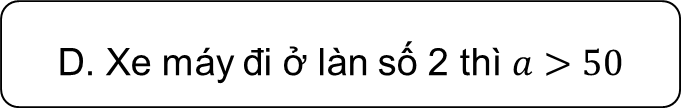 D. Xe máy đi ở làn số 2 thì 𝑎 > 50